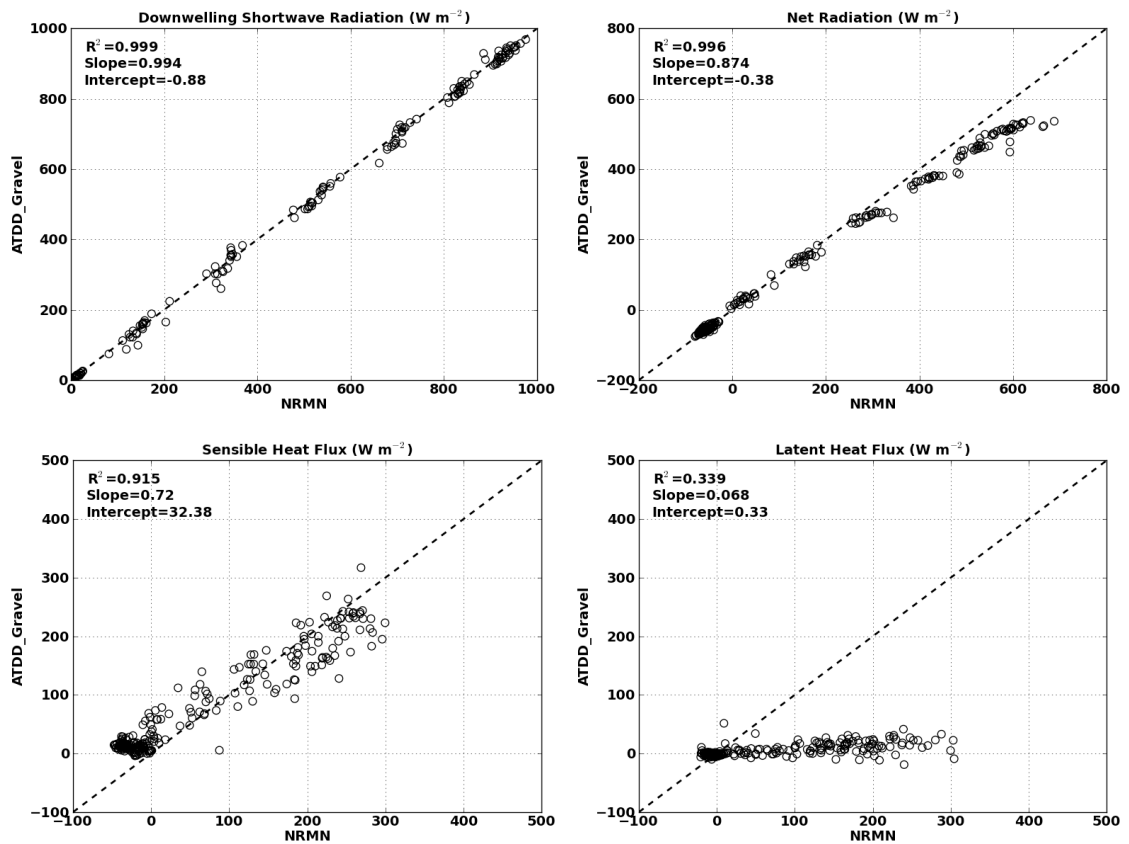 Downwelling Shortwave Radiation (W m⁻²)
R²=0.999
Slope=0.994
Intercept=-0.88
1000
800
600
400
200
0
ATDD_Gravel
0 200 400 600 800 1000
NRMN
Net Radiation (W m⁻²)
R²=0.996
Slope=0.874
Intercept=-0.38
800
600
400
200
0
−200
ATDD_Gravel
−200 0 200 400 600 800
NRMN
Sensible Heat Flux (W m⁻²)
R²=0.915
Slope=0.72
Intercept=32.38
500
400
300
200
100
0
−100
ATDD_Gravel
−100 0 100 200 300 400 500
NRMN
Latent Heat Flux (W m⁻²)
R²=0.339
Slope=0.068
Intercept=0.33
500
400
300
200
100
0
−100
ATDD_Gravel
−100 0 100 200 300 400 500
NRMN